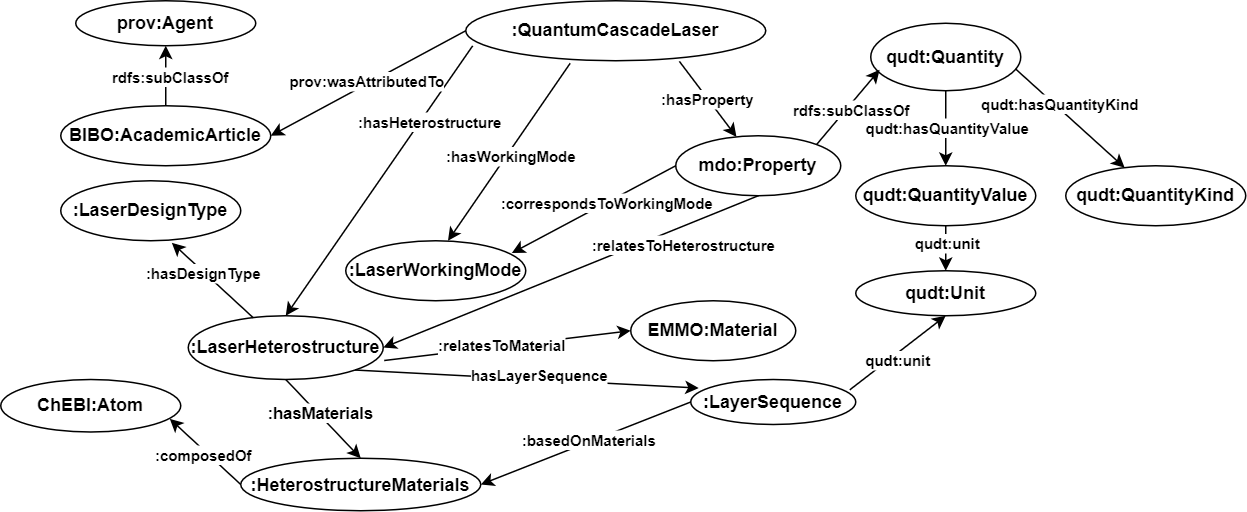 prov:Agent
:QuantumCascadeLaser
qudt:Quantity
rdfs:subClassOf
prov:wasAttributedTo
:hasProperty
rdfs:subClassOf
qudt:hasQuantityKind
:hasHeterostructure
qudt:hasQuantityValue
BIBO:AcademicArticle
:hasWorkingMode
mdo:Property
qudt:QuantityValue
qudt:QuantityKind
:LaserDesignType
:correspondsToWorkingMode
qudt:unit
:relatesToHeterostructure
:hasDesignType
:LaserWorkingMode
qudt:Unit
:LaserHeterostructure
:relatesToMaterial
EMMO:Material
qudt:unit
hasLayerSequence
ChEBI:Atom
:hasMaterials
:LayerSequence
:basedOnMaterials
:composedOf
:HeterostructureMaterials